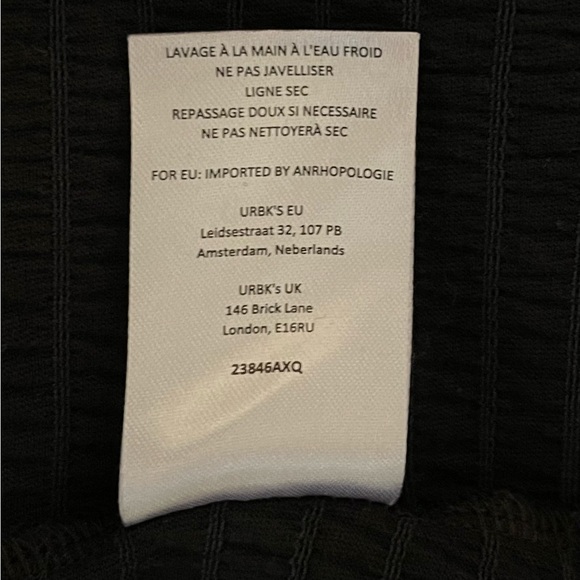 LAVAGE À LA MAIN À L'EAU FROID
NE PAS JAVELLISER
LIGNE SEC
REPASSAGE DOUX SI NECESSAIRE
NE PAS NETTOYERÀ SEC
FOR EU: IMPORTED BY ANRHOPOLOGIE
URBK'S EU
Leidsestraat 32, 107 PB
Amsterdam, Neberlands
URBK's UK
146 Brick Lane
London, E16RU
23846AXQ